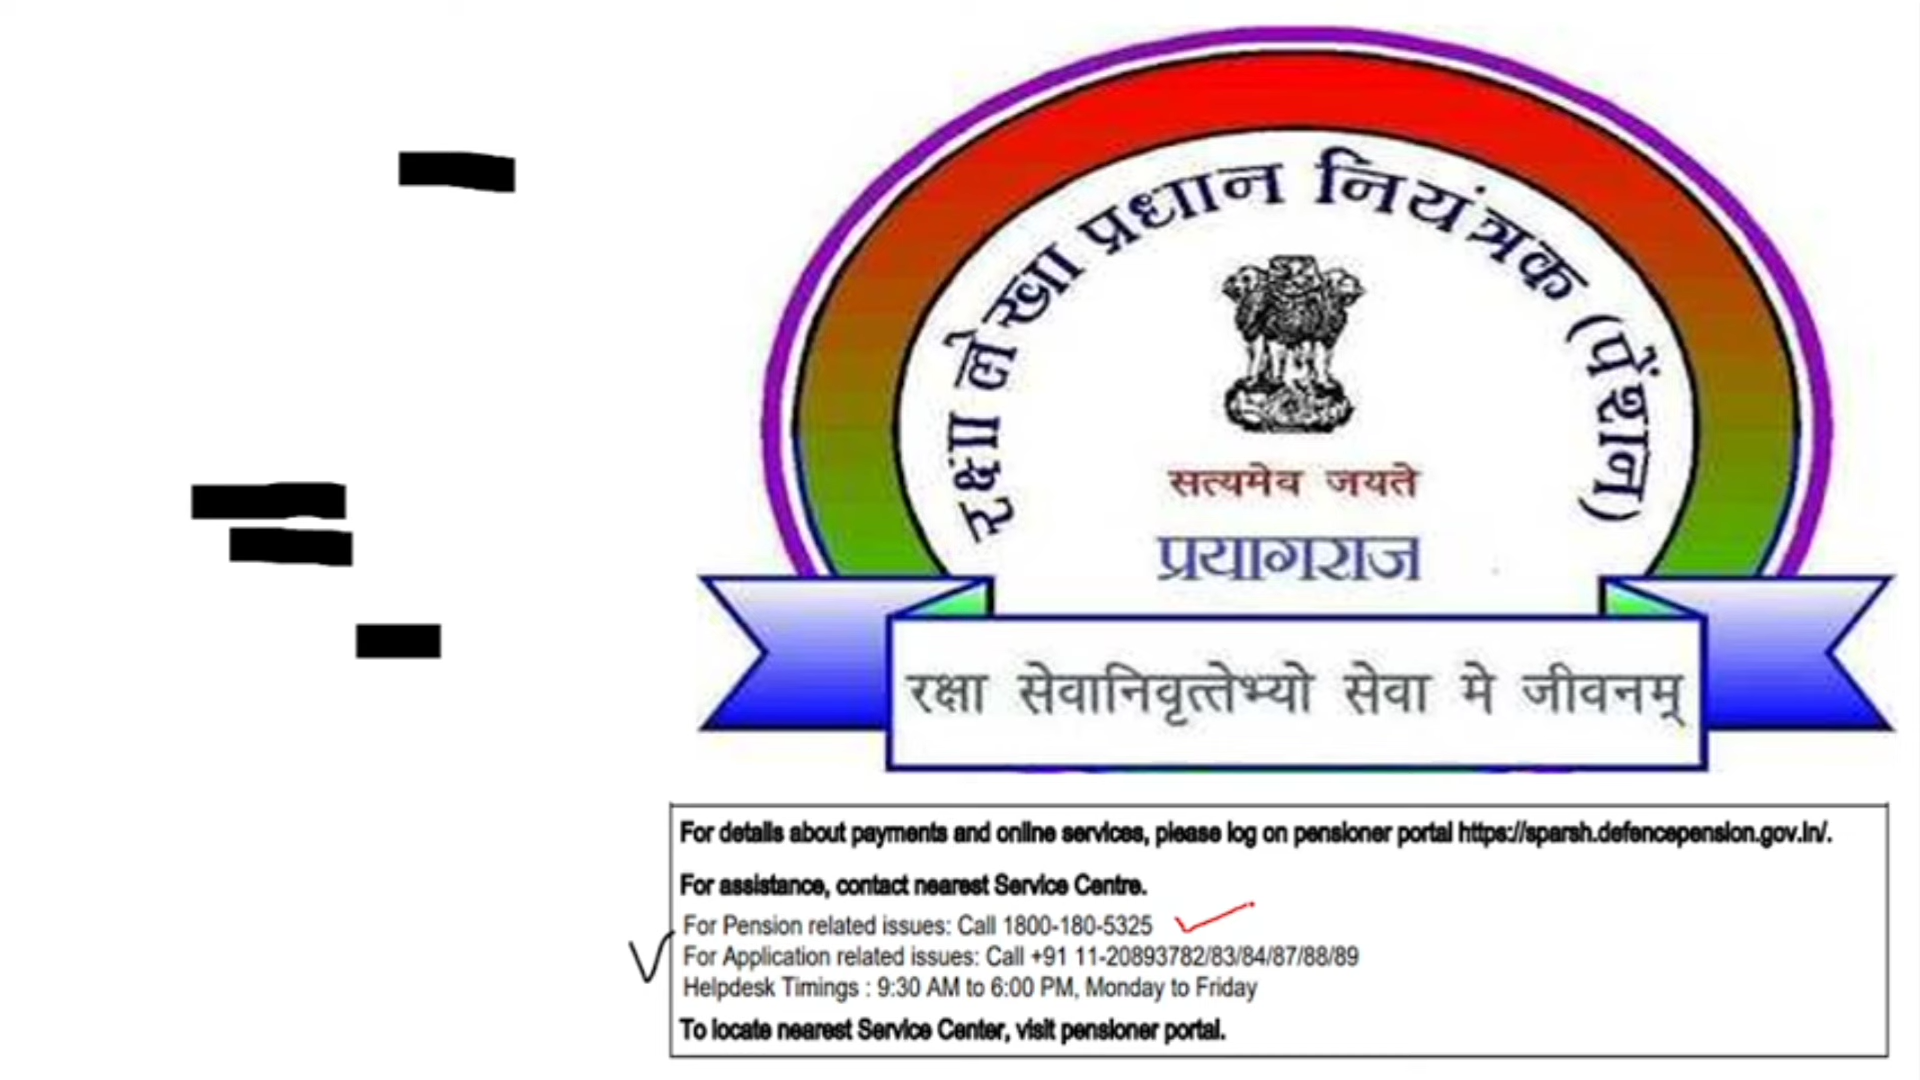 रक्षा लेखा प्रधान नियंत्रक (पेंशन)
सत्यमेव जयते
प्रयागराज
रक्षा सेवानिवृत्तेभ्यो सेवा मे जीवनम्
For details about payments and online services, please log on pensioner portal https://sparsh.defencepension.gov.in/.
For assistance, contact nearest Service Centre.
For Pension related issues: Call 1800-180-5325
For Application related issues: Call +91 11-20893782/83/84/87/88/89
Helpdesk Timings : 9:30 AM to 6:00 PM, Monday to Friday
To locate nearest Service Center, visit pensioner portal.